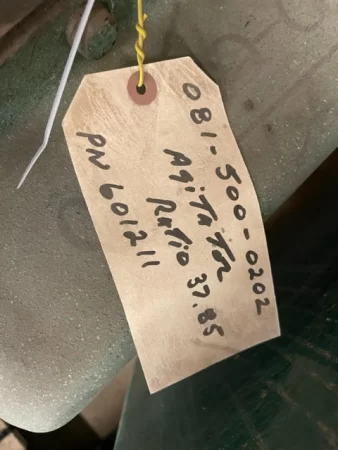 081-500-0202
AgiTaTor
RATiO 37.85
PN 601211